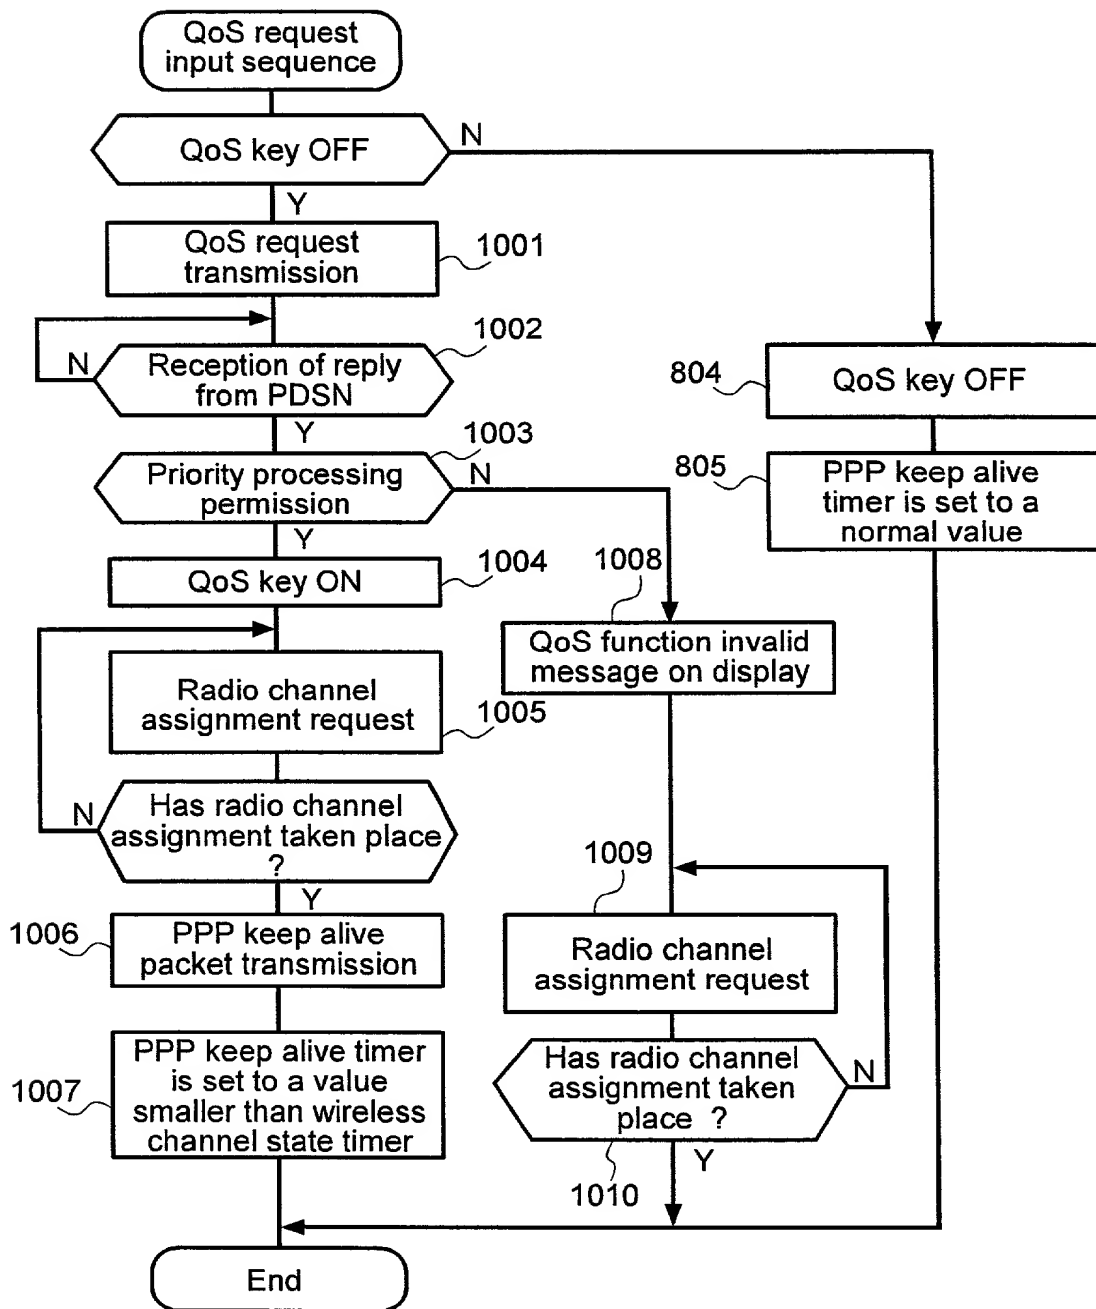 QoS request
input sequence
QoS key OFF
N
Y
QoS request
transmission
1001
1002
N
Reception of reply
from PDSN
Y
1003
Priority processing
permission
N
Y
QoS key ON
1004
Radio channel
assignment request
1005
N
Has radio channel
assignment taken place
?
Y
1006
PPP keep alive
packet transmission
1007
PPP keep alive timer
is set to a value
smaller than wireless
channel state timer
1008
QoS function invalid
message on display
1009
Radio channel
assignment request
Has radio channel
assignment taken
place ?
N
Y
1010
804
QoS key OFF
805
PPP keep alive
timer is set to a
normal value
End